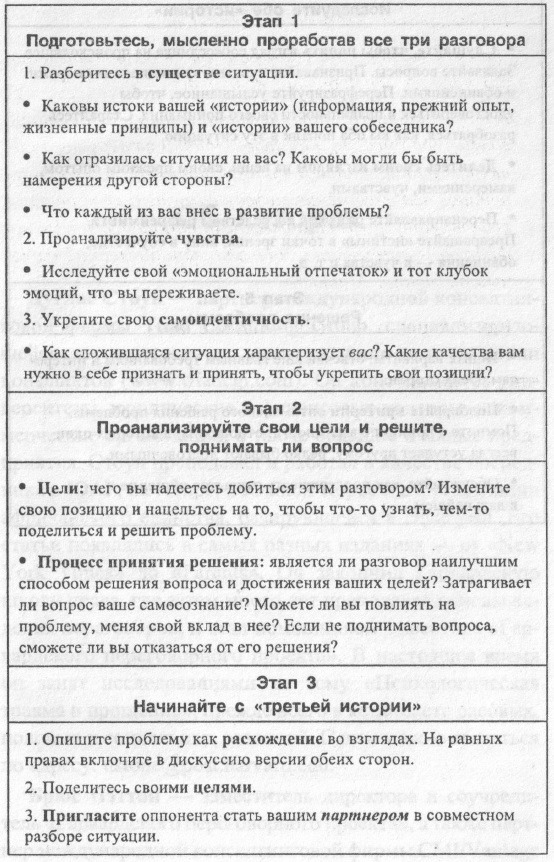 Этап 1
Подготовьтесь, мысленно проработав все три разговора
1. Разберитесь в существе ситуации.
• Каковы истоки вашей «истории» (информация, прежний опыт,
жизненные принципы) и «истории» вашего собеседника?
• Как отразилась ситуация на вас? Каковы могли бы быть
намерения другой стороны?
• Что каждый из вас внес в развитие проблемы?
2. Проанализируйте чувства.
• Исследуйте свой «эмоциональный отпечаток» и тот клубок
эмоций, что вы переживаете.
3. Укрепите свою самоидентичность.
• Как сложившаяся ситуация характеризует вас? Какие качества вам
нужно в себе признать и принять, чтобы укрепить свои позиции?
Этап 2
Проанализируйте свои цели и решите,
поднимать ли вопрос
• Цели: чего вы надеетесь добиться этим разговором? Измените
свою позицию и нацельтесь на то, чтобы что-то узнать, чем-то
поделиться и решить проблему.
• Процесс принятия решения: является ли разговор наилучшим
способом решения вопроса и достижения ваших целей? Затрагивает
ли вопрос ваше самосознание? Можете ли вы повлиять на
проблему, меняя свой вклад в нее? Если не поднимать вопроса,
сможете ли вы отказаться от его решения?
Этап 3
Начинайте с «третьей истории»
1. Опишите проблему как расхождение во взглядах. На равных
правах включите в дискуссию версии обеих сторон.
2. Поделитесь своими целями.
3. Пригласите оппонента стать вашим партнером в совместном
разборе ситуации.